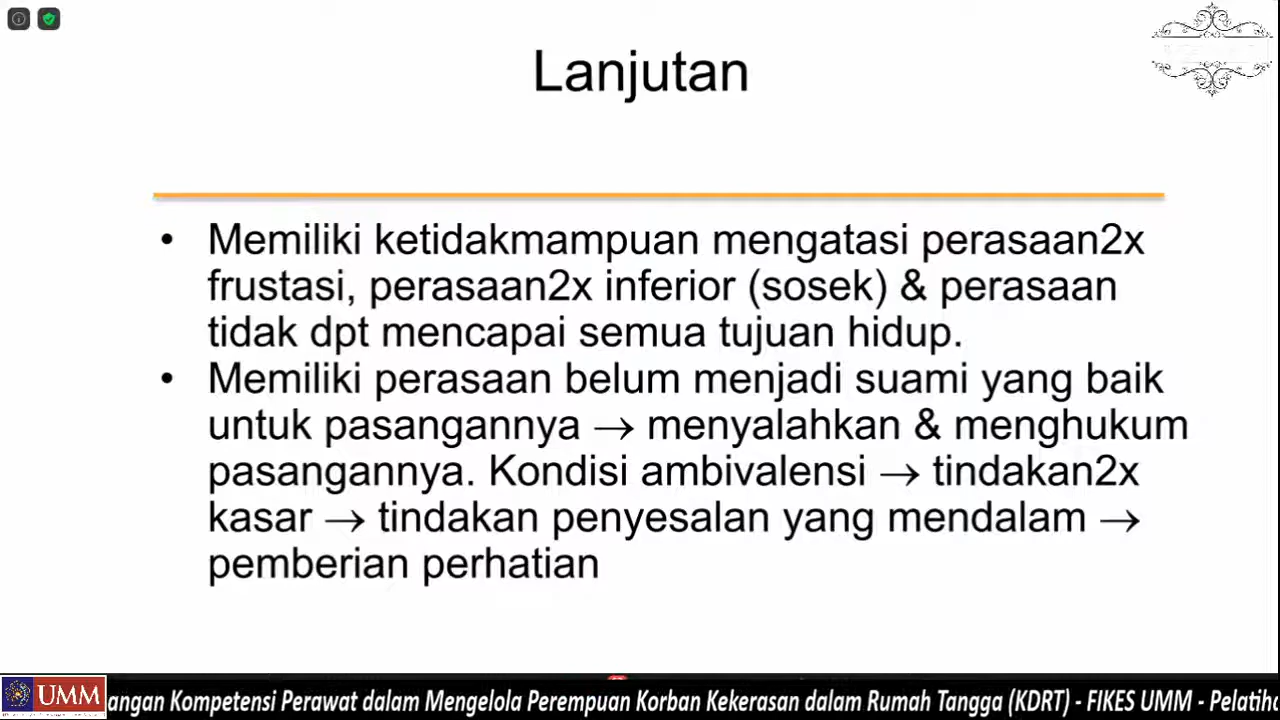 Lanjutan
• Memiliki ketidakmampuan mengatasi perasaan2x
frustasi, perasaan2x inferior (sosek) & perasaan
tidak dpt mencapai semua tujuan hidup.
• Memiliki perasaan belum menjadi suami yang baik
untuk pasangannya → menyalahkan & menghukum
pasangannya. Kondisi ambivalensi → tindakan2x
kasar → tindakan penyesalan yang mendalam →
pemberian perhatian
UMM
angan Kompetensi Perawat dalam Mengelola Perempuan Korban Kekerasan dalam Rumah Tangga (KDRT) - FIKES UMM - Pelatih